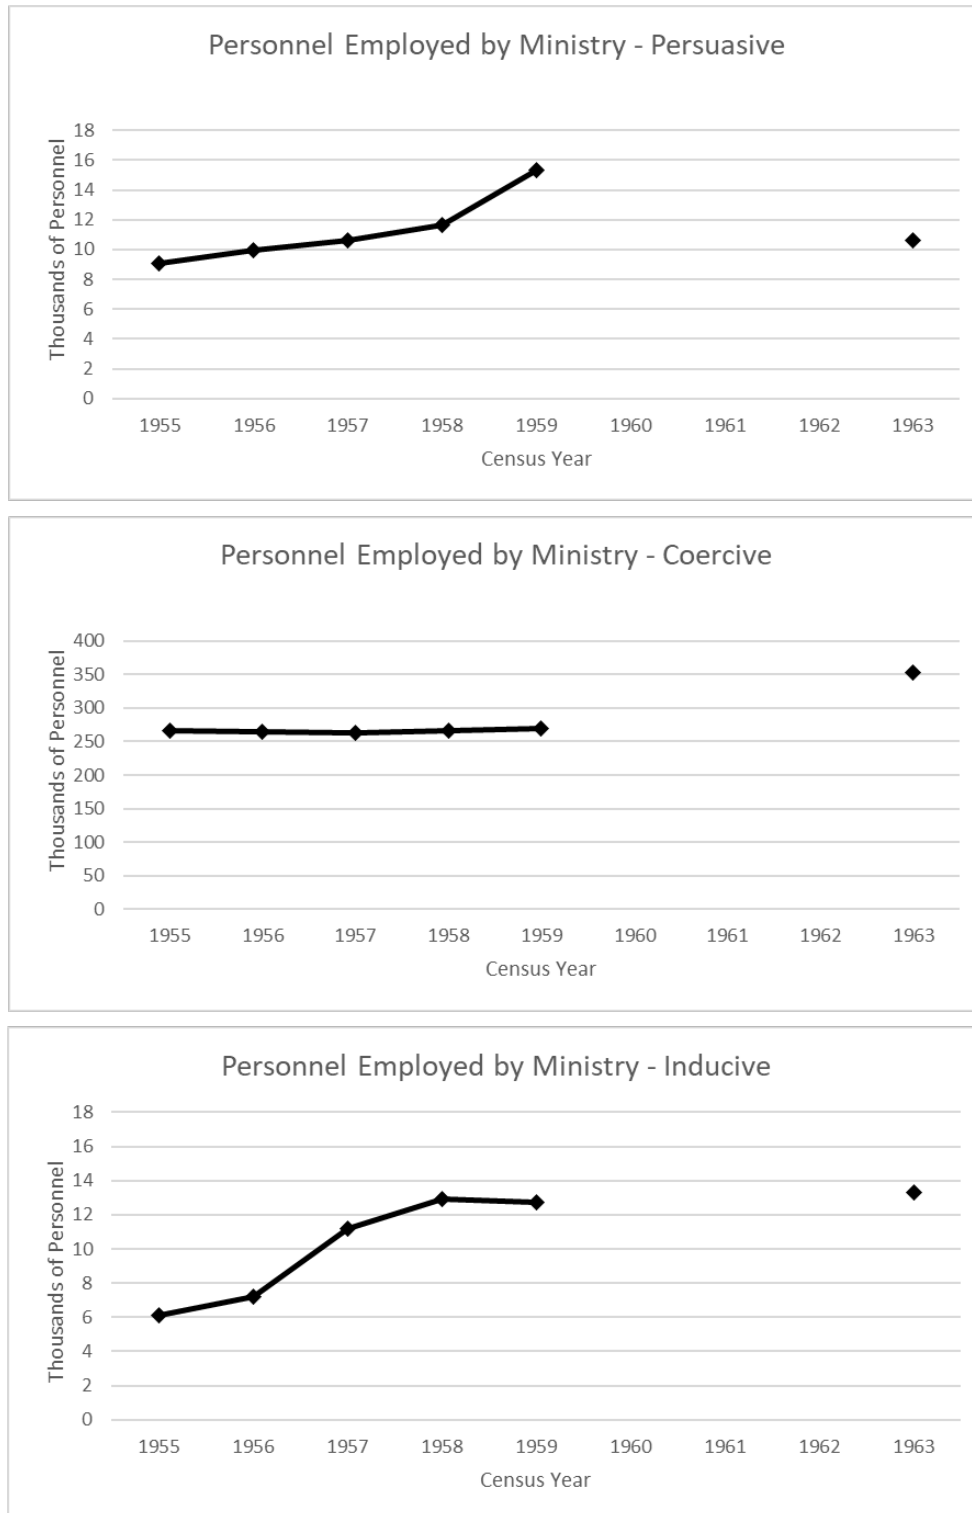 Personnel Employed by Ministry - Persuasive
Thousands of Personnel
18
16
14
12
10
8
6
4
2
0
1955 1956 1957 1958 1959 1960 1961 1962 1963
Census Year
Personnel Employed by Ministry - Coercive
Thousands of Personnel
400
350
300
250
200
150
100
50
0
1955 1956 1957 1958 1959 1960 1961 1962 1963
Census Year
Personnel Employed by Ministry - Inducive
Thousands of Personnel
18
16
14
12
10
8
6
4
2
0
1955 1956 1957 1958 1959 1960 1961 1962 1963
Census Year